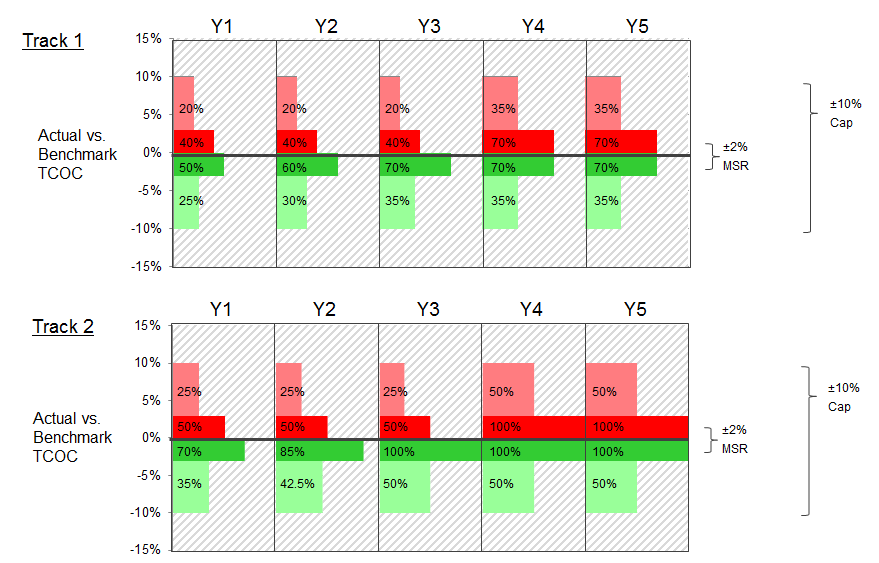 Track 1
Y1 Y2 Y3 Y4 Y5
15%
10%
5%
0%
-5%
-10%
-15%
Actual vs.
Benchmark
TCOC
20% 20% 20% 35% 35%
40% 40% 40% 70% 70%
50% 60% 70% 70% 70%
25% 30% 35% 35% 35%
±10%
Cap
±2%
MSR
Track 2
Y1 Y2 Y3 Y4 Y5
15%
10%
5%
0%
-5%
-10%
-15%
Actual vs.
Benchmark
TCOC
25% 25% 25% 50% 50%
50% 50% 50% 100% 100%
70% 85% 100% 100% 100%
35% 42.5% 50% 50% 50%
±10%
Cap
±2%
MSR